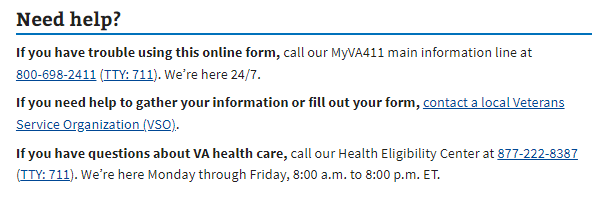 Need help?
If you have trouble using this online form, call our MyVA411 main information line at
800-698-2411 (TTY: 711). We’re here 24/7.
If you need help to gather your information or fill out your form, contact a local Veterans
Service Organization (VSO).
If you have questions about VA health care, call our Health Eligibility Center at 877-222-8387
(TTY: 711). We’re here Monday through Friday, 8:00 a.m. to 8:00 p.m. ET.